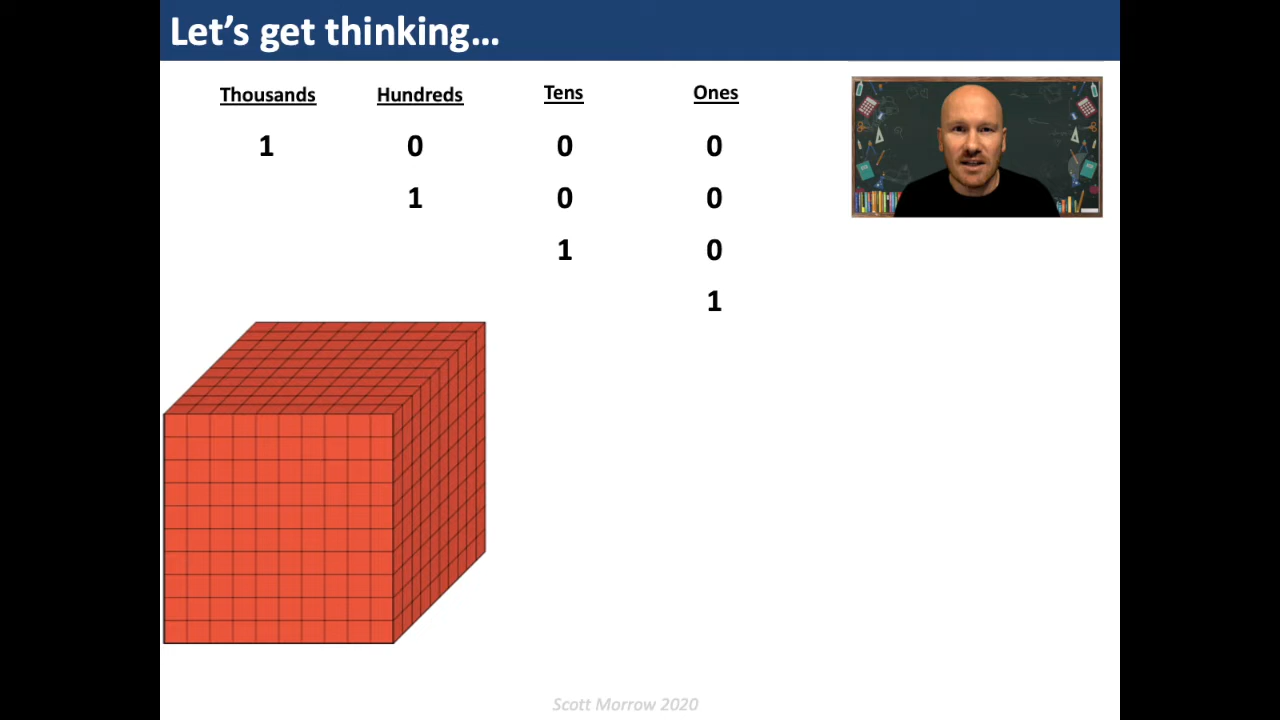 Let's get thinking...
Thousands Hundreds Tens Ones
1 0 0 0
1 0 0
1 0
1
Scott Morrow 2020